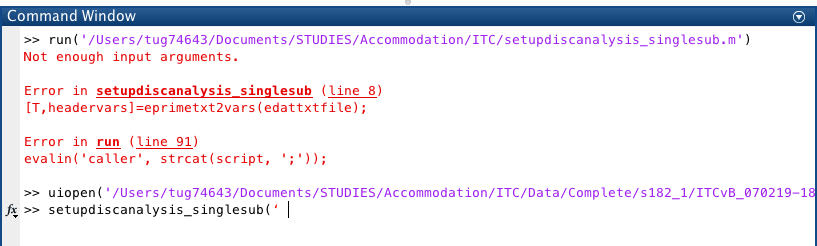 Command Window
>> run('/Users/tug74643/Documents/STUDIES/Accommodation/ITC/setupdiscanalysis_singlesub.m')
Not enough input arguments.
Error in setupdiscanalysis_singlesub (line 8)
[T,headervars]=eprimetxt2vars(edattxtfile);
Error in run (line 91)
evalin('caller', strcat(script, ';'));
>> uiopen('/Users/tug74643/Documents/STUDIES/Accommodation/ITC/Data/Complete/s182_1/ITCvB_070219-18
fx >> setupdiscanalysis_singlesub(‘